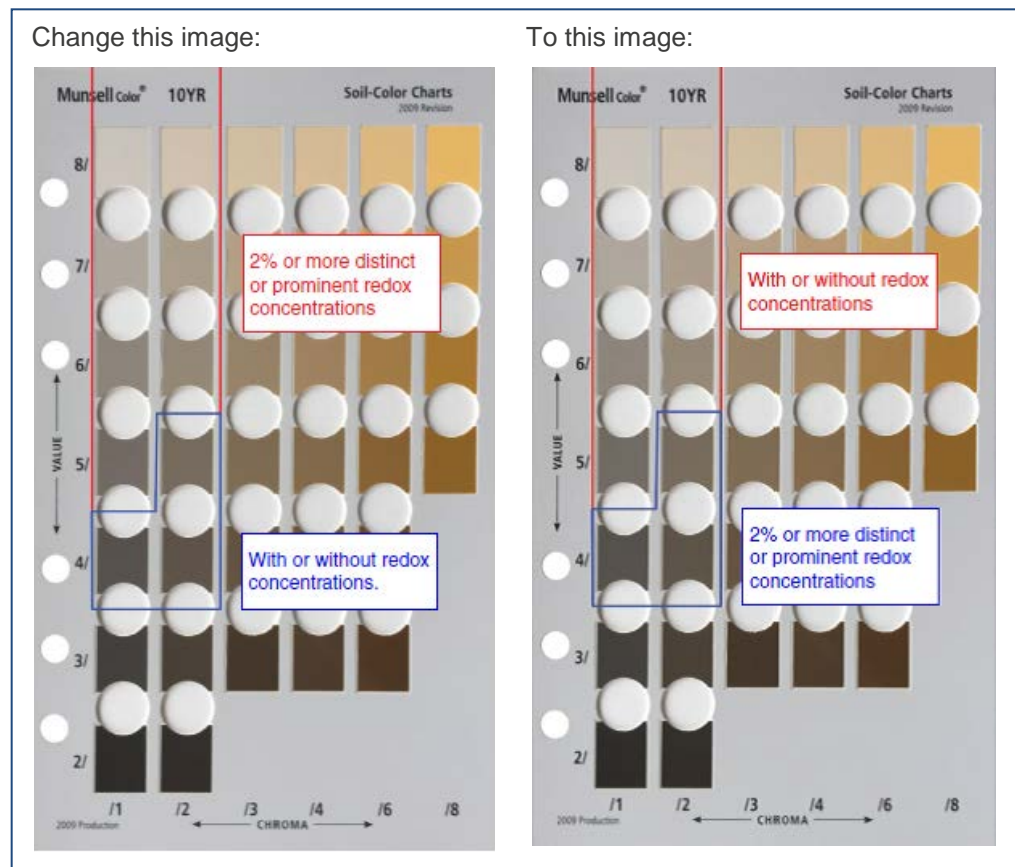 Change this image:
Munsell Color® 10YR Soil-Color Charts
2009 Revision
8/
7/
2% or more distinct
or prominent redox
concentrations
6/
VALUE
5/
With or without redox
concentrations.
4/
3/
2/
/1 /2 /3 /4 /6 /8
2009 Production
CHROMA
To this image:
Munsell Color® 10YR Soil-Color Charts
2009 Revision
8/
7/
With or without redox
concentrations
6/
VALUE
5/
2% or more distinct
or prominent redox
concentrations
4/
3/
2/
/1 /2 /3 /4 /6 /8
2009 Production
CHROMA